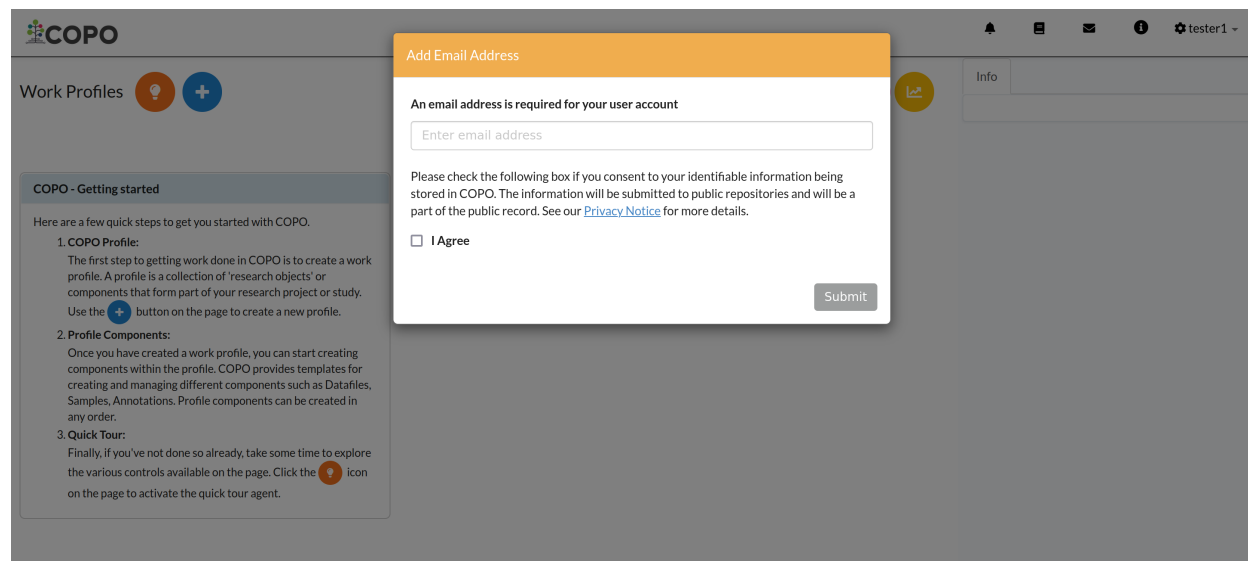 COPO
tester1
Work Profiles
Info
Add Email Address
An email address is required for your user account
Enter email address
Please check the following box if you consent to your identifiable information being
stored in COPO. The information will be submitted to public repositories and will be a
part of the public record. See our Privacy Notice for more details.
I Agree
Submit
COPO - Getting started
Here are a few quick steps to get you started with COPO.
1. COPO Profile:
The first step to getting work done in COPO is to create a work
profile. A profile is a collection of 'research objects' or
components that form part of your research project or study.
Use the button on the page to create a new profile.
2. Profile Components:
Once you have created a work profile, you can start creating
components within the profile. COPO provides templates for
creating and managing different components such as Datafiles,
Samples, Annotations. Profile components can be created in
any order.
3. Quick Tour:
Finally, if you've not done so already, take some time to explore
the various controls available on the page. Click the icon
on the page to activate the quick tour agent.